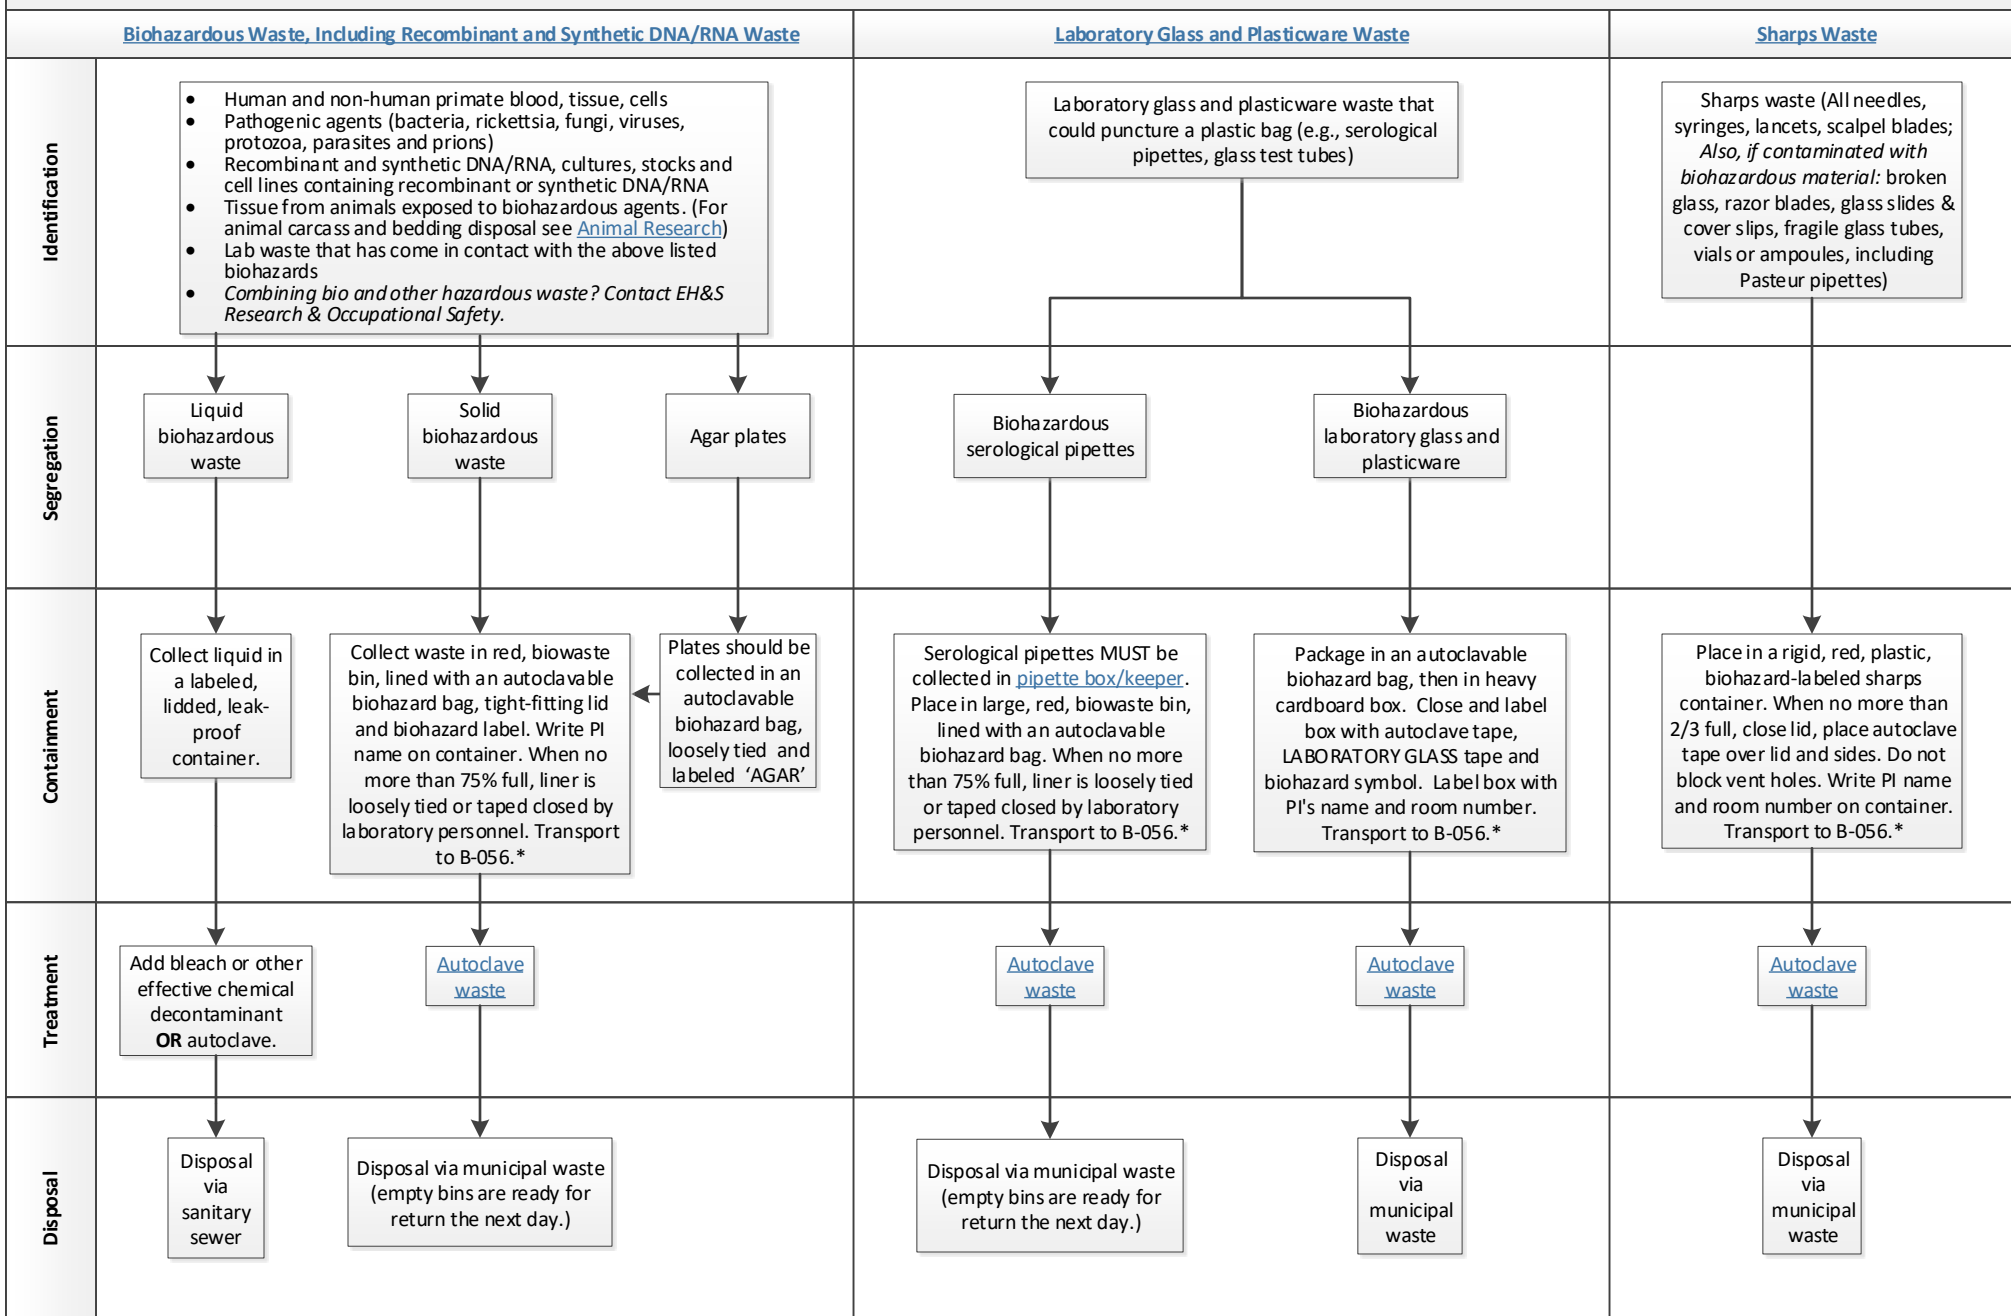 Biohazardous Waste, Including Recombinant and Synthetic DNA/RNA Waste
Laboratory Glass and Plasticware Waste
Sharps Waste
Identification
• Human and non-human primate blood, tissue, cells
• Pathogenic agents (bacteria, rickettsia, fungi, viruses,
protozoa, parasites and prions)
• Recombinant and synthetic DNA/RNA, cultures, stocks and
cell lines containing recombinant or synthetic DNA/RNA
• Tissue from animals exposed to biohazardous agents. (For
animal carcass and bedding disposal see Animal Research)
• Lab waste that has come in contact with the above listed
biohazards
• Combining bio and other hazardous waste? Contact EH&S
Research & Occupational Safety.
Laboratory glass and plasticware waste that
could puncture a plastic bag (e.g., serological
pipettes, glass test tubes)
Sharps waste (All needles,
syringes, lancets, scalpel blades;
Also, if contaminated with
biohazardous material: broken
glass, razor blades, glass slides &
cover slips, fragile glass tubes,
vials or ampoules, including
Pasteur pipettes)
Segregation
Liquid
biohazardous
waste
Solid
biohazardous
waste
Agar plates
Biohazardous
serological pipettes
Biohazardous
laboratory glass and
plasticware
Containment
Collect liquid in
a labeled,
lidded, leak-
proof
container.
Collect waste in red, biowaste
bin, lined with an autoclavable
biohazard bag, tight-fitting lid
and biohazard label. Write PI
name on container. When no
more than 75% full, liner is
loosely tied or taped closed by
laboratory personnel. Transport
to B-056.*
Plates should be
collected in an
autoclavable
biohazard bag,
loosely tied and
labeled ‘AGAR’
Serological pipettes MUST be
collected in pipette box/keeper.
Place in large, red, biowaste bin,
lined with an autoclavable
biohazard bag. When no more
than 75% full, liner is loosely tied
or taped closed by laboratory
personnel. Transport to B-056.*
Package in an autoclavable
biohazard bag, then in heavy
cardboard box. Close and label
box with autoclave tape,
LABORATORY GLASS tape and
biohazard symbol. Label box with
PI's name and room number.
Transport to B-056.*
Place in a rigid, red, plastic,
biohazard-labeled sharps
container. When no more than
2/3 full, close lid, place autoclave
tape over lid and sides. Do not
block vent holes. Write PI name
and room number on container.
Transport to B-056.*
Treatment
Add bleach or other
effective chemical
decontaminant
OR autoclave.
Autoclave
waste
Autoclave
waste
Autoclave
waste
Autoclave
waste
Disposal
Disposal
via
sanitary
sewer
Disposal via municipal waste
(empty bins are ready for
return the next day.)
Disposal via municipal waste
(empty bins are ready for
return the next day.)
Disposal
via
municipal
waste
Disposal
via
municipal
waste